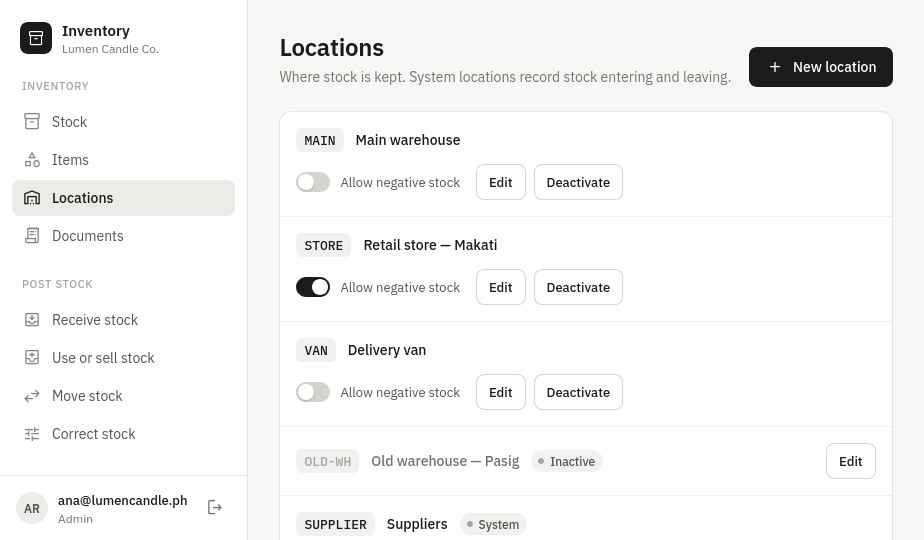 Inventory
Lumen Candle Co.
INVENTORY
Stock
Items
Locations
Documents
POST STOCK
Receive stock
Use or sell stock
Move stock
Correct stock
AR
ana@lumencandle.ph
Admin
Locations
Where stock is kept. System locations record stock entering and leaving.
New location
MAIN Main warehouse
Allow negative stock Edit Deactivate
STORE Retail store — Makati
Allow negative stock Edit Deactivate
VAN Delivery van
Allow negative stock Edit Deactivate
OLD-WH Old warehouse — Pasig Inactive Edit
SUPPLIER Suppliers System